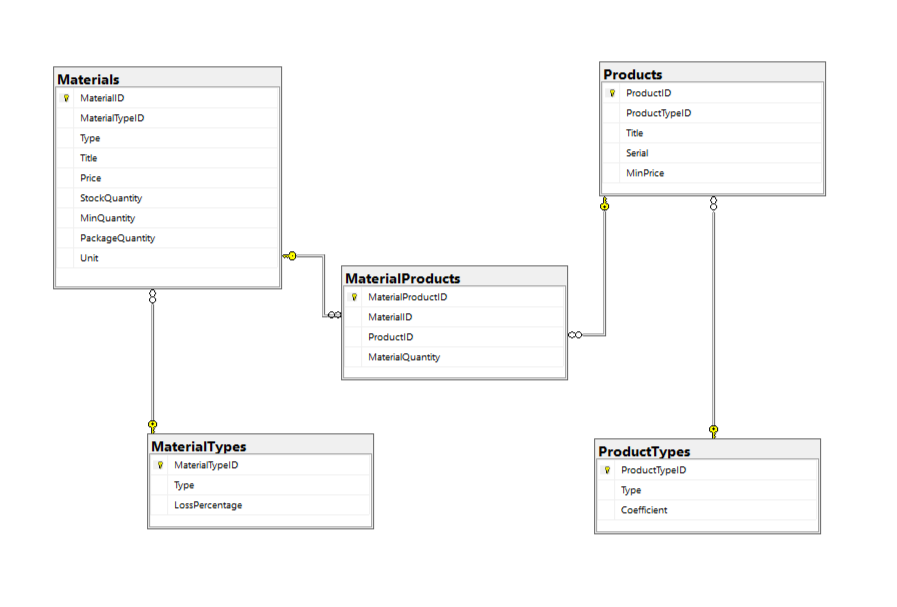 Materials
MaterialID
MaterialTypeID
Type
Title
Price
StockQuantity
MinQuantity
PackageQuantity
Unit
Products
ProductID
ProductTypeID
Title
Serial
MinPrice
MaterialProducts
MaterialProductID
MaterialID
ProductID
MaterialQuantity
MaterialTypes
MaterialTypeID
Type
LossPercentage
ProductTypes
ProductTypeID
Type
Coefficient